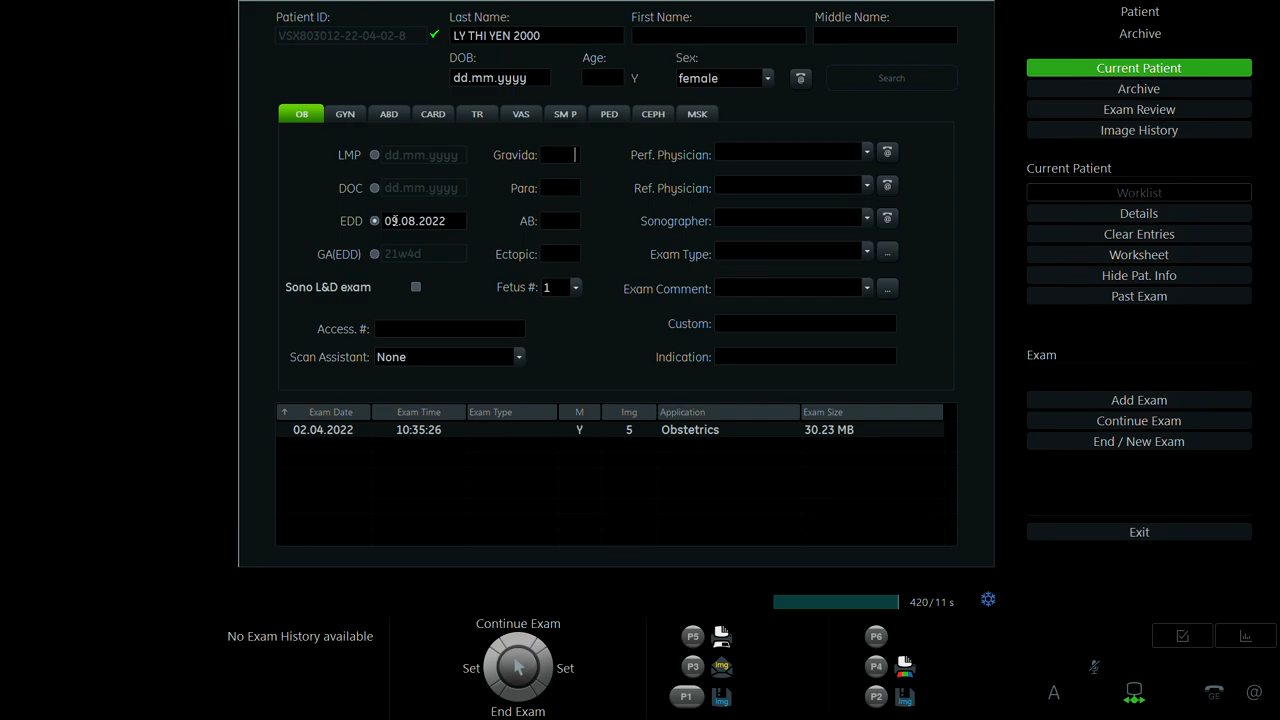 Patient ID: Last Name: First Name: Middle Name:
VSX803012-22-04-02-8 LY THI YEN 2000
DOB: Age: Sex:
dd.mm.yyyy Y female Search
OB GYN ABD CARD TR VAS SM P PED CEPH MSK
LMP dd.mm.yyyy Gravida: Perf. Physician:
DOC dd.mm.yyyy Para: Ref. Physician:
EDD 09.08.2022 AB: Sonographer:
GA(EDD) 21w4d Ectopic: Exam Type: ...
Sono L&D exam Fetus #: 1 Exam Comment: ...
Access. #: Custom:
Scan Assistant: None Indication:
Exam Date Exam Time Exam Type M Img Application Exam Size
02.04.2022 10:35:26 Y 5 Obstetrics 30.23 MB
Patient
Archive
Current Patient
Archive
Exam Review
Image History
Current Patient
Worklist
Details
Clear Entries
Worksheet
Hide Pat. Info
Past Exam
Exam
Add Exam
Continue Exam
End / New Exam
Exit
420/11 s
No Exam History available
Continue Exam
Set Set
End Exam
P5 P6
P3 Img P4
P1 Img P2 Img
A GE @